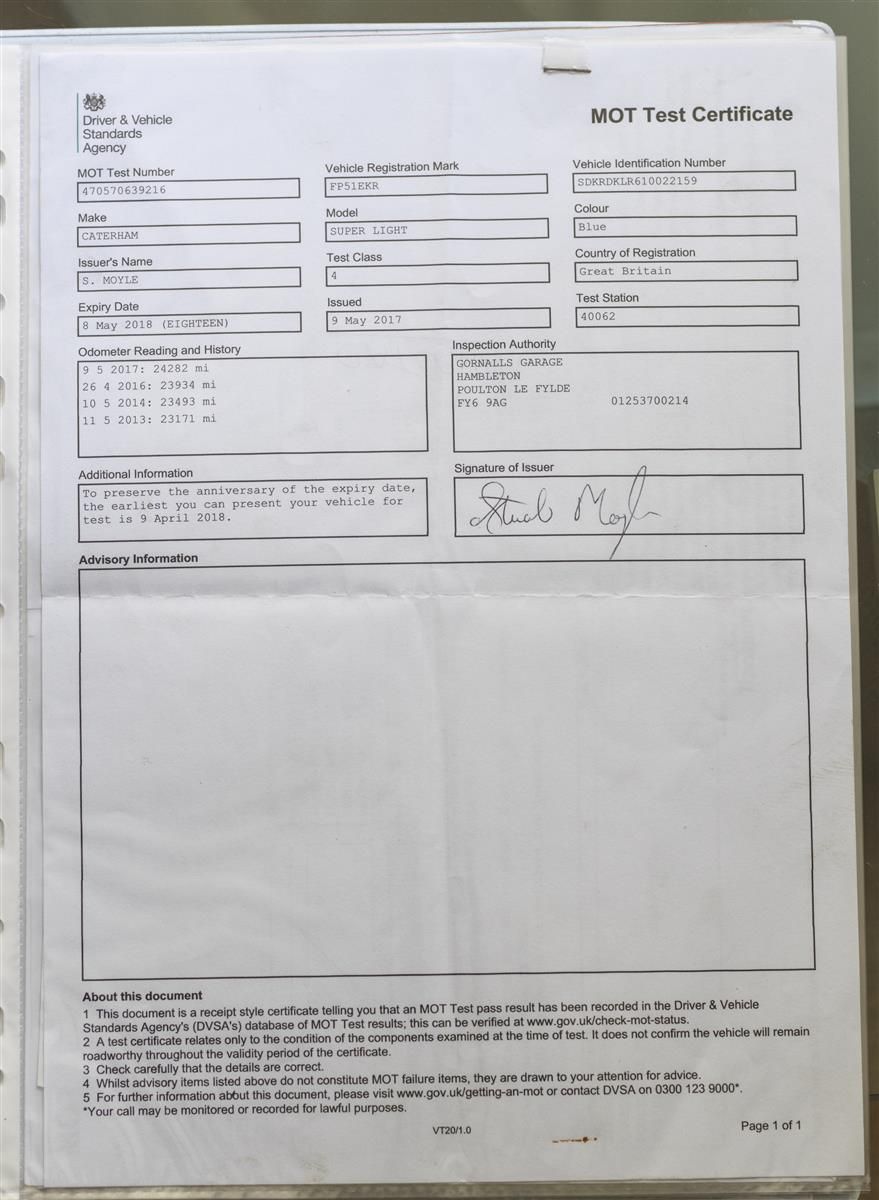 Driver & Vehicle
Standards
Agency
MOT Test Certificate
MOT Test Number
470570639216
Vehicle Registration Mark
FP51EKR
Vehicle Identification Number
SDKRDKLR610022159
Make
CATERHAM
Model
SUPER LIGHT
Colour
Blue
Issuer's Name
S. MOYLE
Test Class
4
Country of Registration
Great Britain
Expiry Date
8 May 2018 (EIGHTEEN)
Issued
9 May 2017
Test Station
40062
Odometer Reading and History
9 5 2017: 24282 mi
26 4 2016: 23934 mi
10 5 2014: 23493 mi
11 5 2013: 23171 mi
Inspection Authority
GORNALLS GARAGE
HAMBLETON
POULTON LE FYLDE
FY6 9AG 01253700214
Additional Information
To preserve the anniversary of the expiry date,
the earliest you can present your vehicle for
test is 9 April 2018.
Signature of Issuer
Advisory Information
About this document
1 This document is a receipt style certificate telling you that an MOT Test pass result has been recorded in the Driver & Vehicle
Standards Agency's (DVSA's) database of MOT Test results; this can be verified at www.gov.uk/check-mot-status.
2 A test certificate relates only to the condition of the components examined at the time of test. It does not confirm the vehicle will remain
roadworthy throughout the validity period of the certificate.
3 Check carefully that the details are correct.
4 Whilst advisory items listed above do not constitute MOT failure items, they are drawn to your attention for advice.
5 For further information about this document, please visit www.gov.uk/getting-an-mot or contact DVSA on 0300 123 9000*.
*Your call may be monitored or recorded for lawful purposes.
VT20/1.0
Page 1 of 1